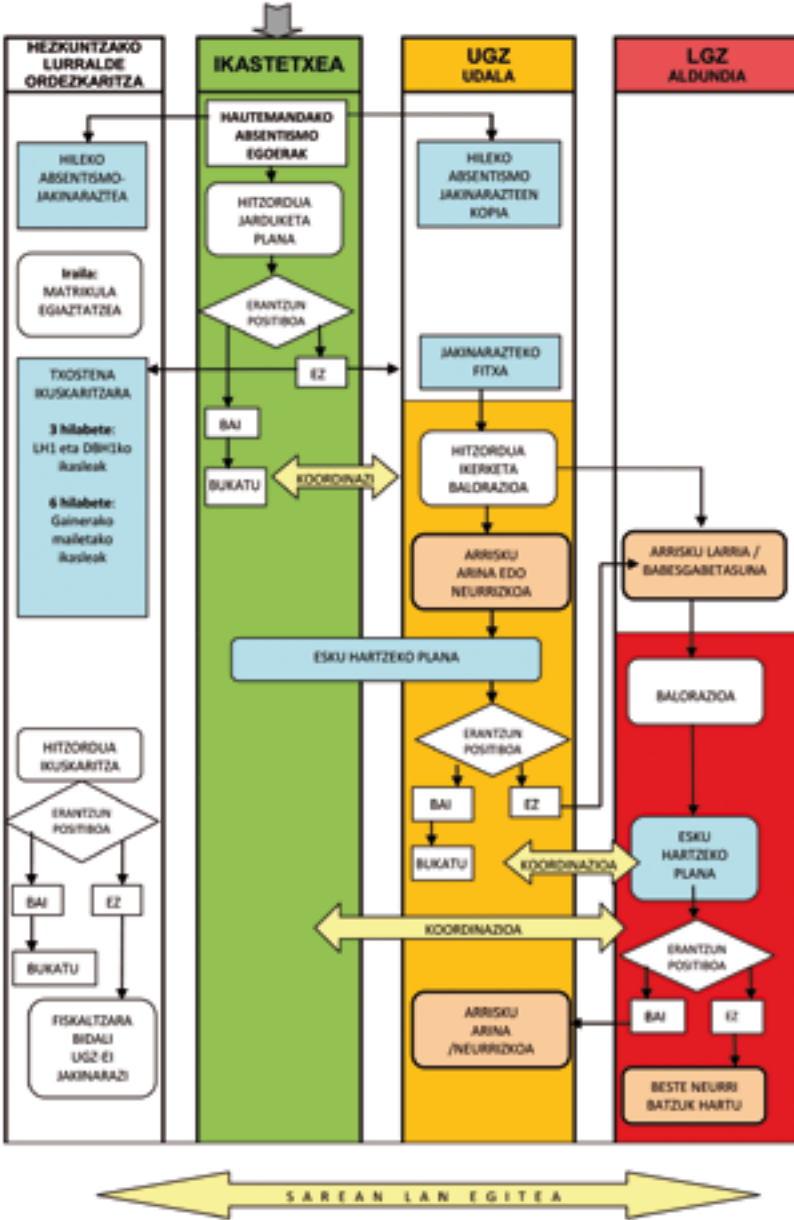 HEZKUNTZAKO
LURRALDE
ORDEZKARITZA
HILEKO
ABSENTISMO-
JAKINARAZTEA
Iraila:
MATRIKULA
EGIAZTATZEA
TXOSTENA
IKUSKARITZARA
3 hilabete:
LH1 eta DBH1ko
ikasleak
6 hilabete:
Gainerako
mailetako
ikasleak
HITZORDUA
IKUSKARITZA
ERANTZUN
POSITIBOA
BAI
EZ
BUKATU
FISKALTZARA
BIDALI
UGZ-EI
JAKINARAZI
IKASTETXEA
HAUTEMANDAKO
ABSENTISMO
EGOERAK
HITZORDUA
JARDUKETA
PLANA
ERANTZUN
POSITIBOA
EZ
BAI
BUKATU
KOORDINAZI
ESKU HARTZEKO PLANA
UGZ
UDALA
HILEKO
ABSENTISMO
JAKINARAZTEEN
KOPIA
JAKINARAZTEKO
FITXA
HITZORDUA
IKERKETA
BALORAZIOA
ARRISKU
ARINA EDO
NEURRIZKOA
ERANTZUN
POSITIBOA
BAI
EZ
BUKATU
KOORDINAZIOA
KOORDINAZIOA
ARRISKU
ARINA
/NEURRIZKOA
LGZ
ALDUNDIA
ARRISKU LARRIA /
BABESGABETASUNA
BALORAZIOA
ESKU
HARTZEKO
PLANA
ERANTZUN
POSITIBOA
BAI
EZ
BESTE NEURRI
BATZUK HARTU
SAREAN LAN EGITEA